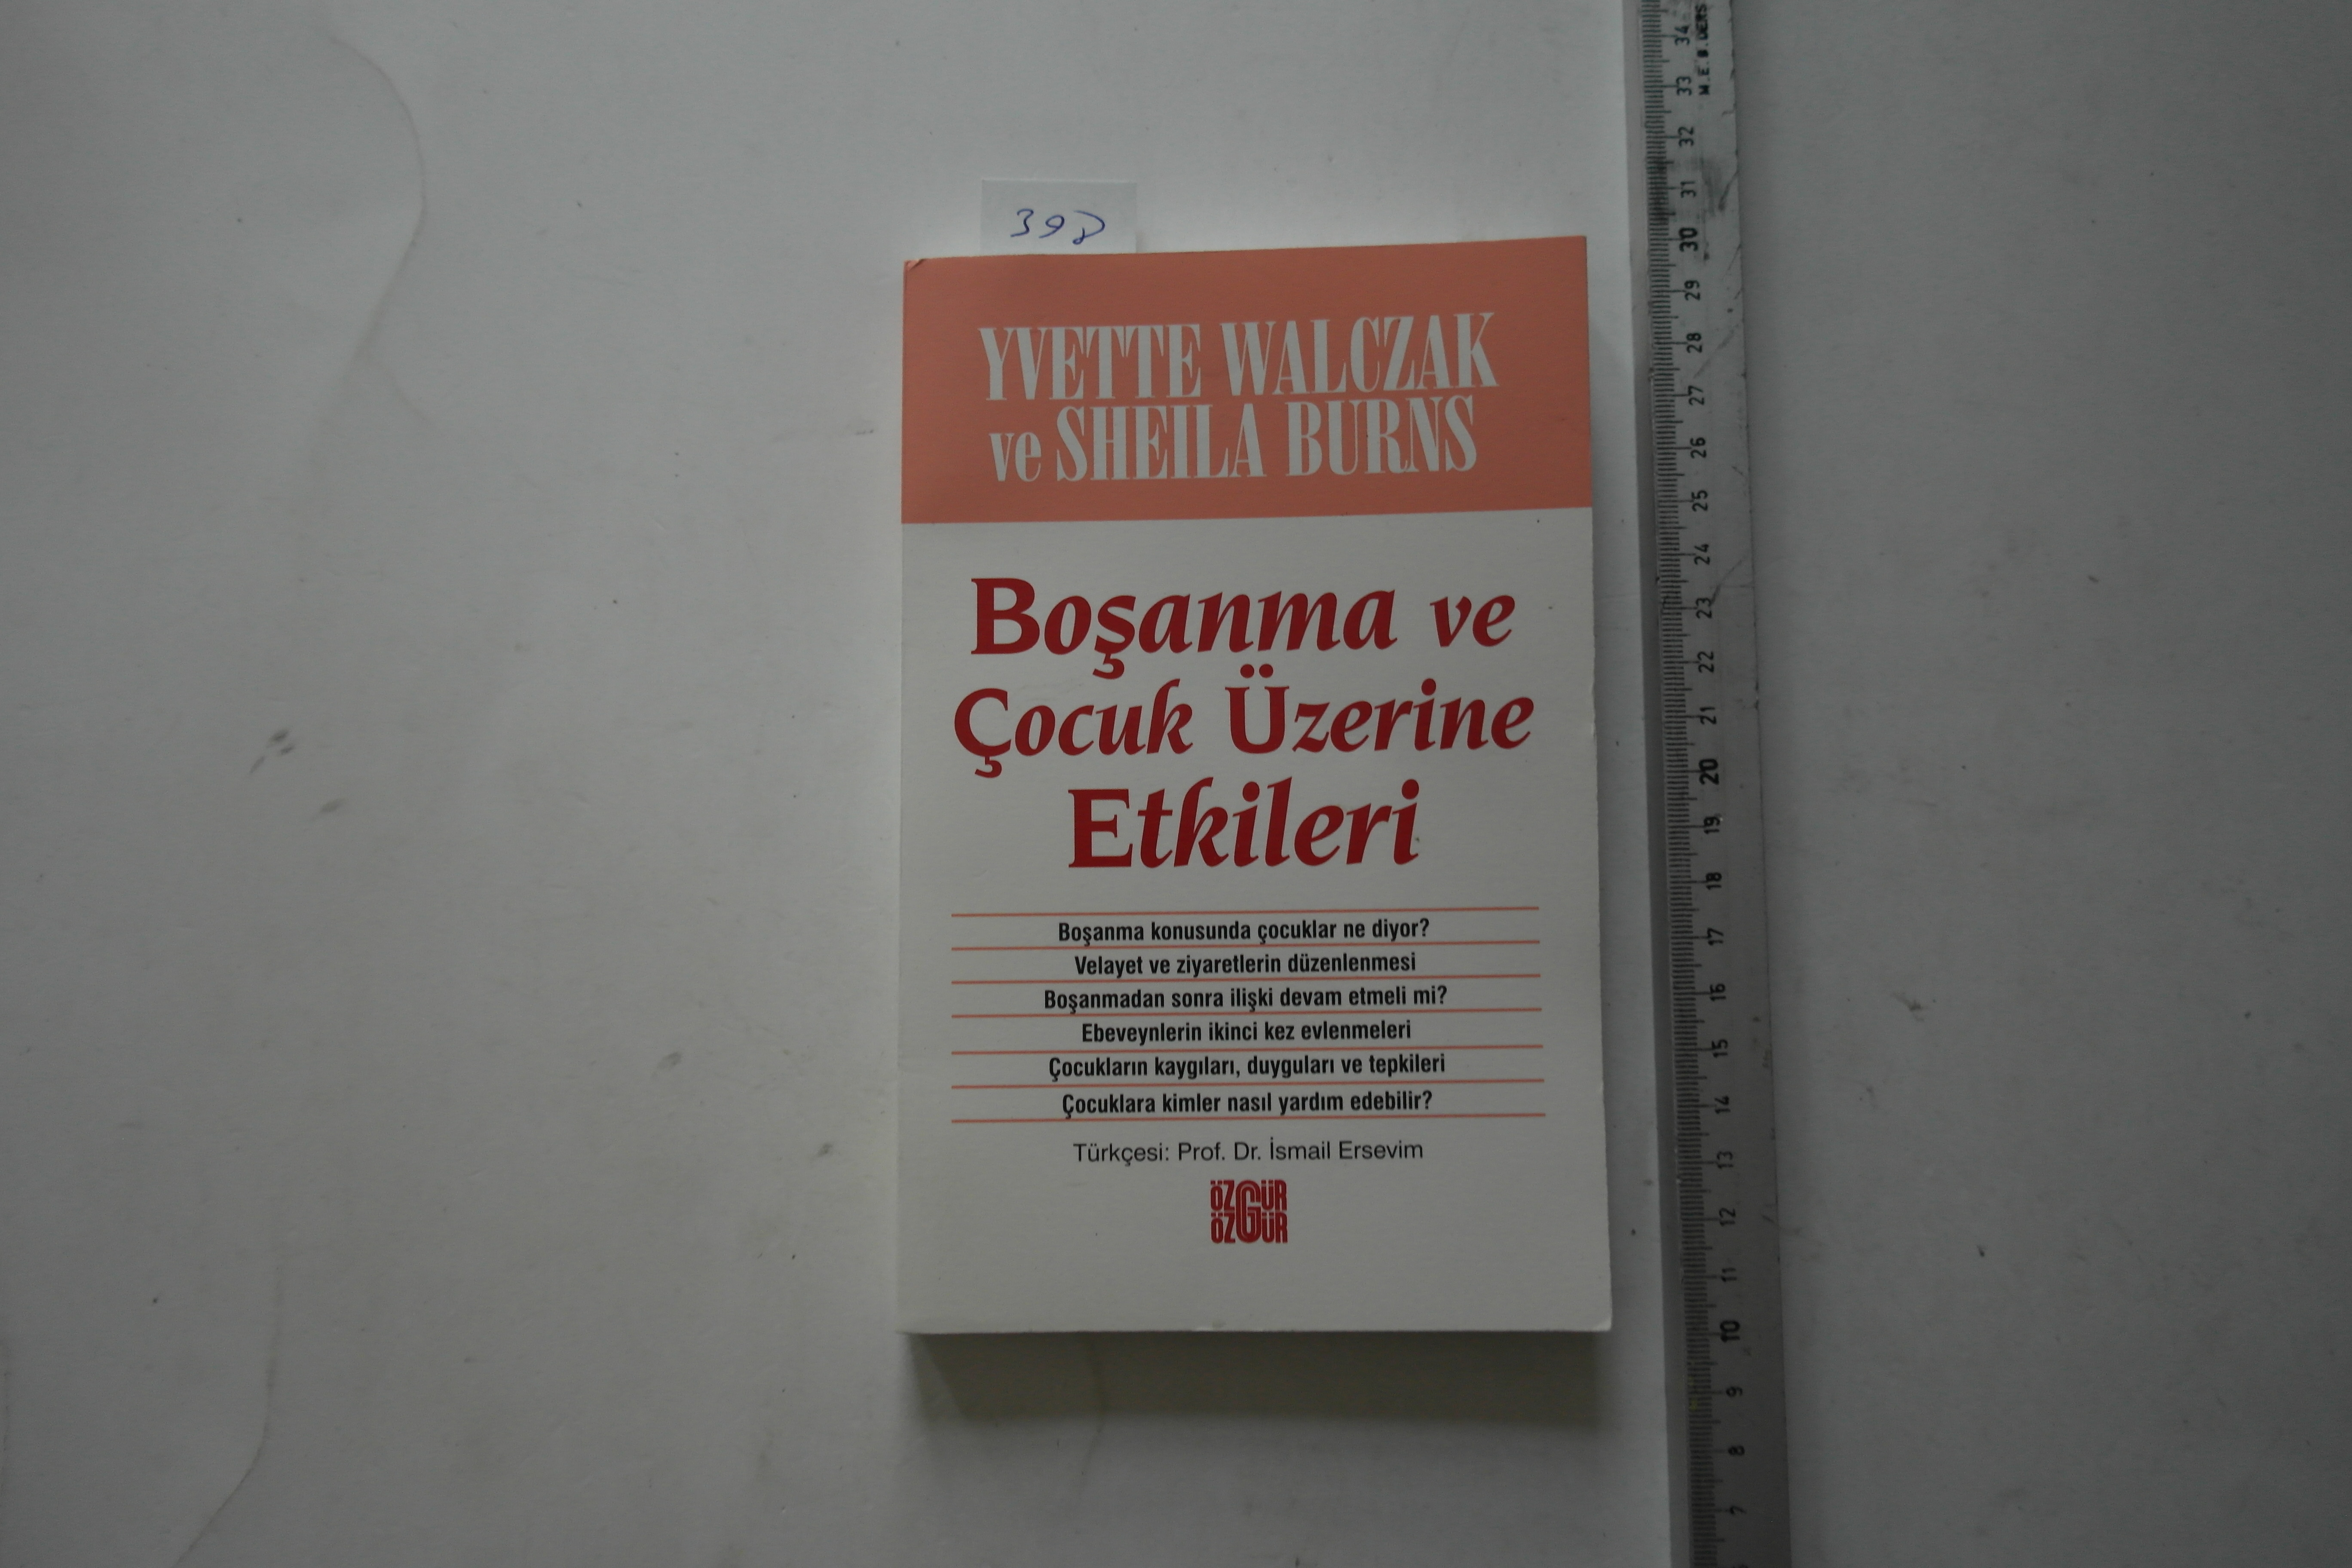 398
YVETTE WALCZAK
ve SHEILA BURNS
Boşanma ve
Çocuk Üzerine
Etkileri
Boşanma konusunda çocuklar ne diyor?
Velayet ve ziyaretlerin düzenlenmesi
Boşanmadan sonra ilişki devam etmeli mi?
Ebeveynlerin ikinci kez evlenmeleri
Çocukların kaygıları, duyguları ve tepkileri
Çocuklara kimler nasıl yardım edebilir?
Türkçesi: Prof. Dr. İsmail Ersevim
ÖZGÜR
ÖZGÜR
34
33
32
31
30
29
28
27
26
25
24
23
22
21
20
19
18
17
16
15
14
13
12
11
10
9
8
7